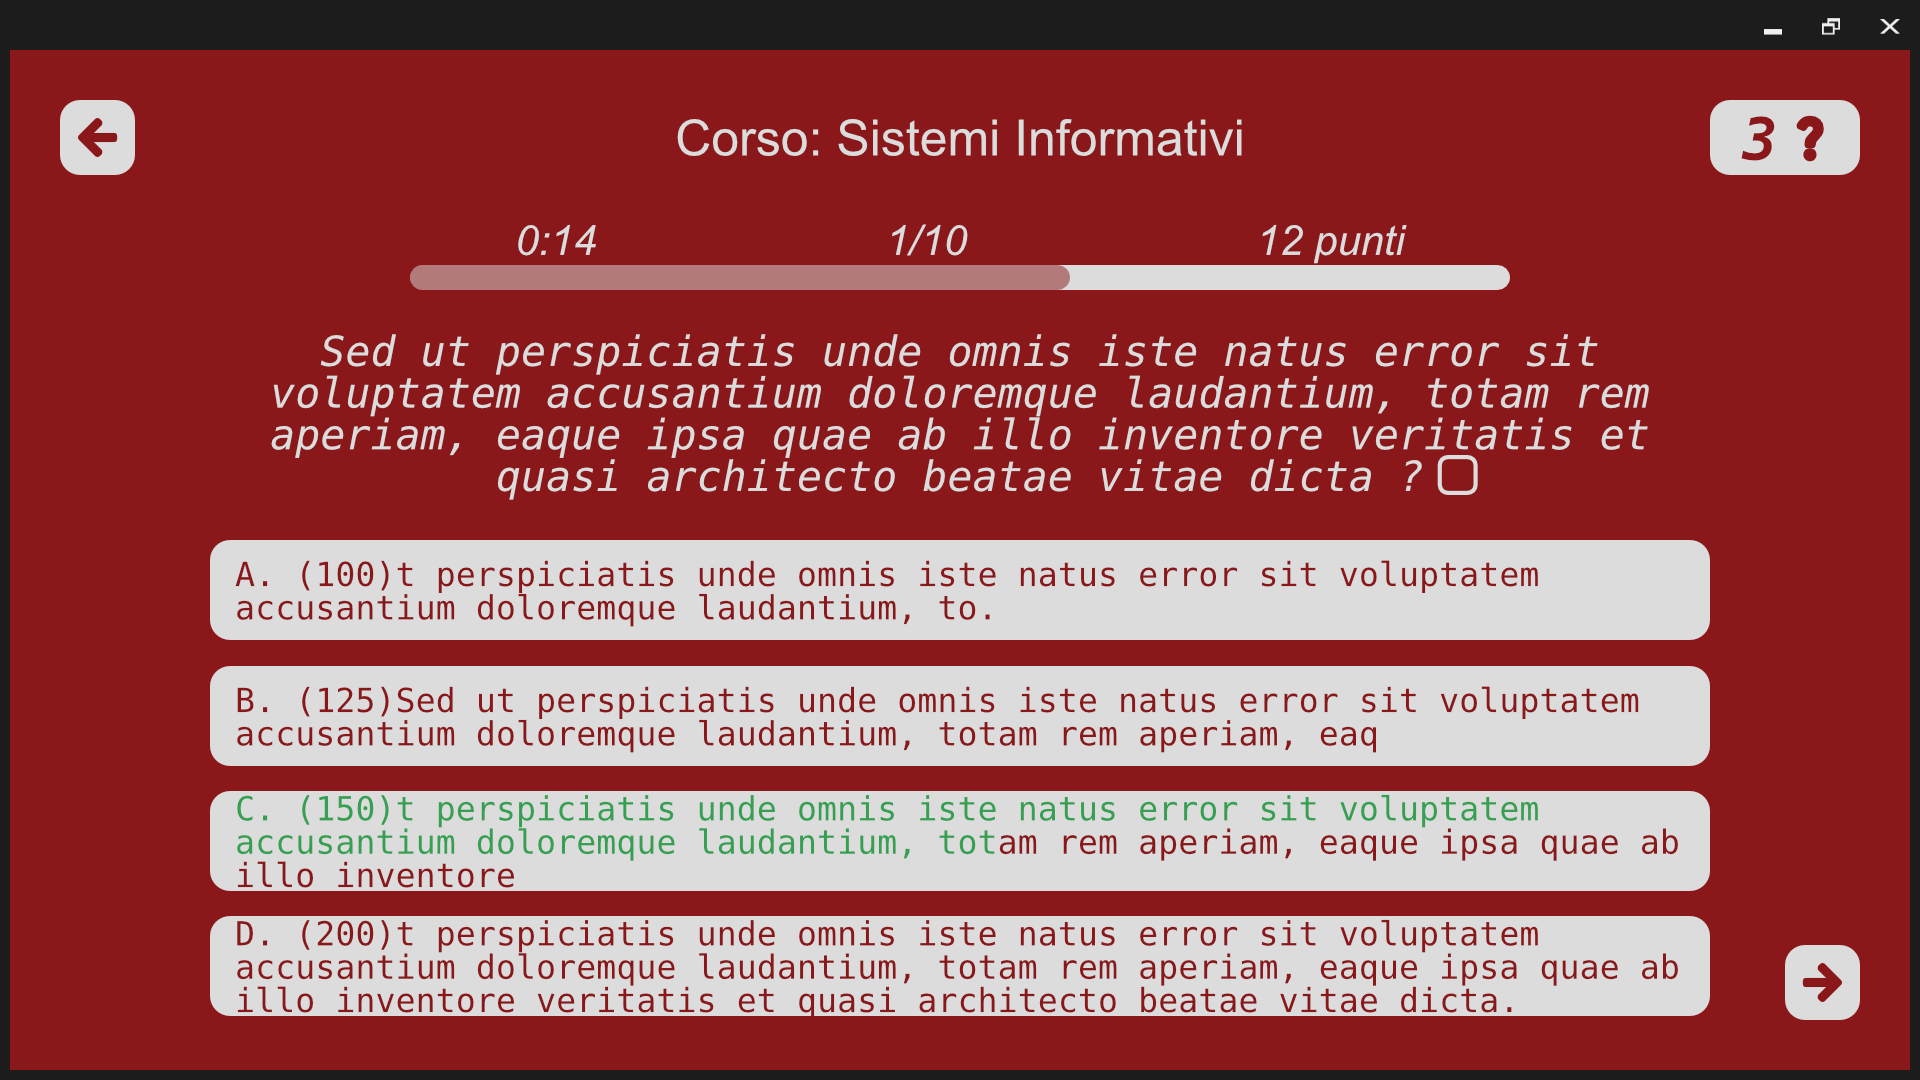 Corso: Sistemi Informativi
3 ?
0:14 1/10 12 punti
Sed ut perspiciatis unde omnis iste natus error sit
voluptatem accusantium doloremque laudantium, totam rem
aperiam, eaque ipsa quae ab illo inventore veritatis et
quasi architecto beatae vitae dicta ?
A. (100)t perspiciatis unde omnis iste natus error sit voluptatem
accusantium doloremque laudantium, to.
B. (125)Sed ut perspiciatis unde omnis iste natus error sit voluptatem
accusantium doloremque laudantium, totam rem aperiam, eaq
C. (150)t perspiciatis unde omnis iste natus error sit voluptatem
accusantium doloremque laudantium, totam rem aperiam, eaque ipsa quae ab
illo inventore
D. (200)t perspiciatis unde omnis iste natus error sit voluptatem
accusantium doloremque laudantium, totam rem aperiam, eaque ipsa quae ab
illo inventore veritatis et quasi architecto beatae vitae dicta.